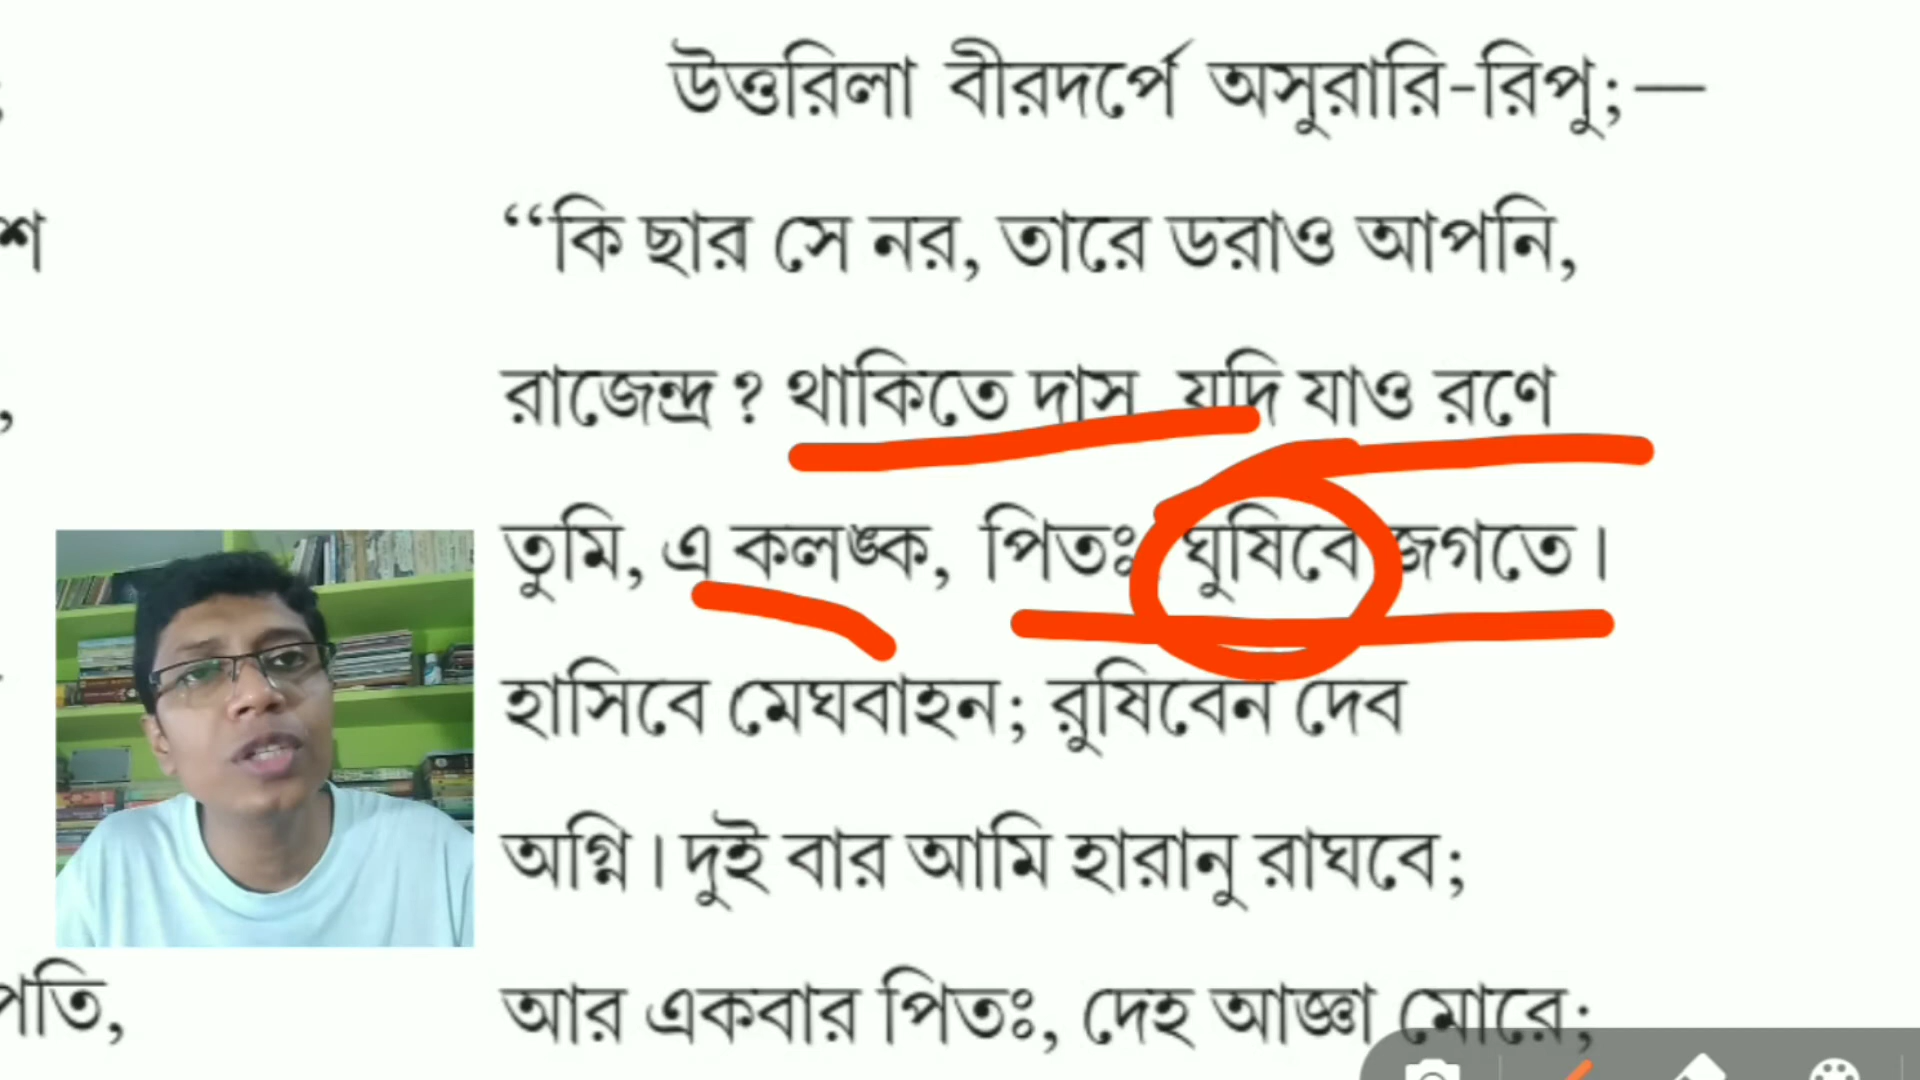 উত্তরিলা বীরদর্পে অসুরারি-রিপু;—
“কি ছার সে নর, তারে ডরাও আপনি,
রাজেন্দ্র ? থাকিতে দাস, যদি যাও রণে
তুমি, এ কলঙ্ক, পিতঃ ঘুষিবে জগতে।
হাসিবে মেঘবাহন; রুষিবেন দেব
অগ্নি। দুই বার আমি হারানু রাঘবে;
পতি,
আর একবার পিতঃ, দেহ আজ্ঞা মোরে;